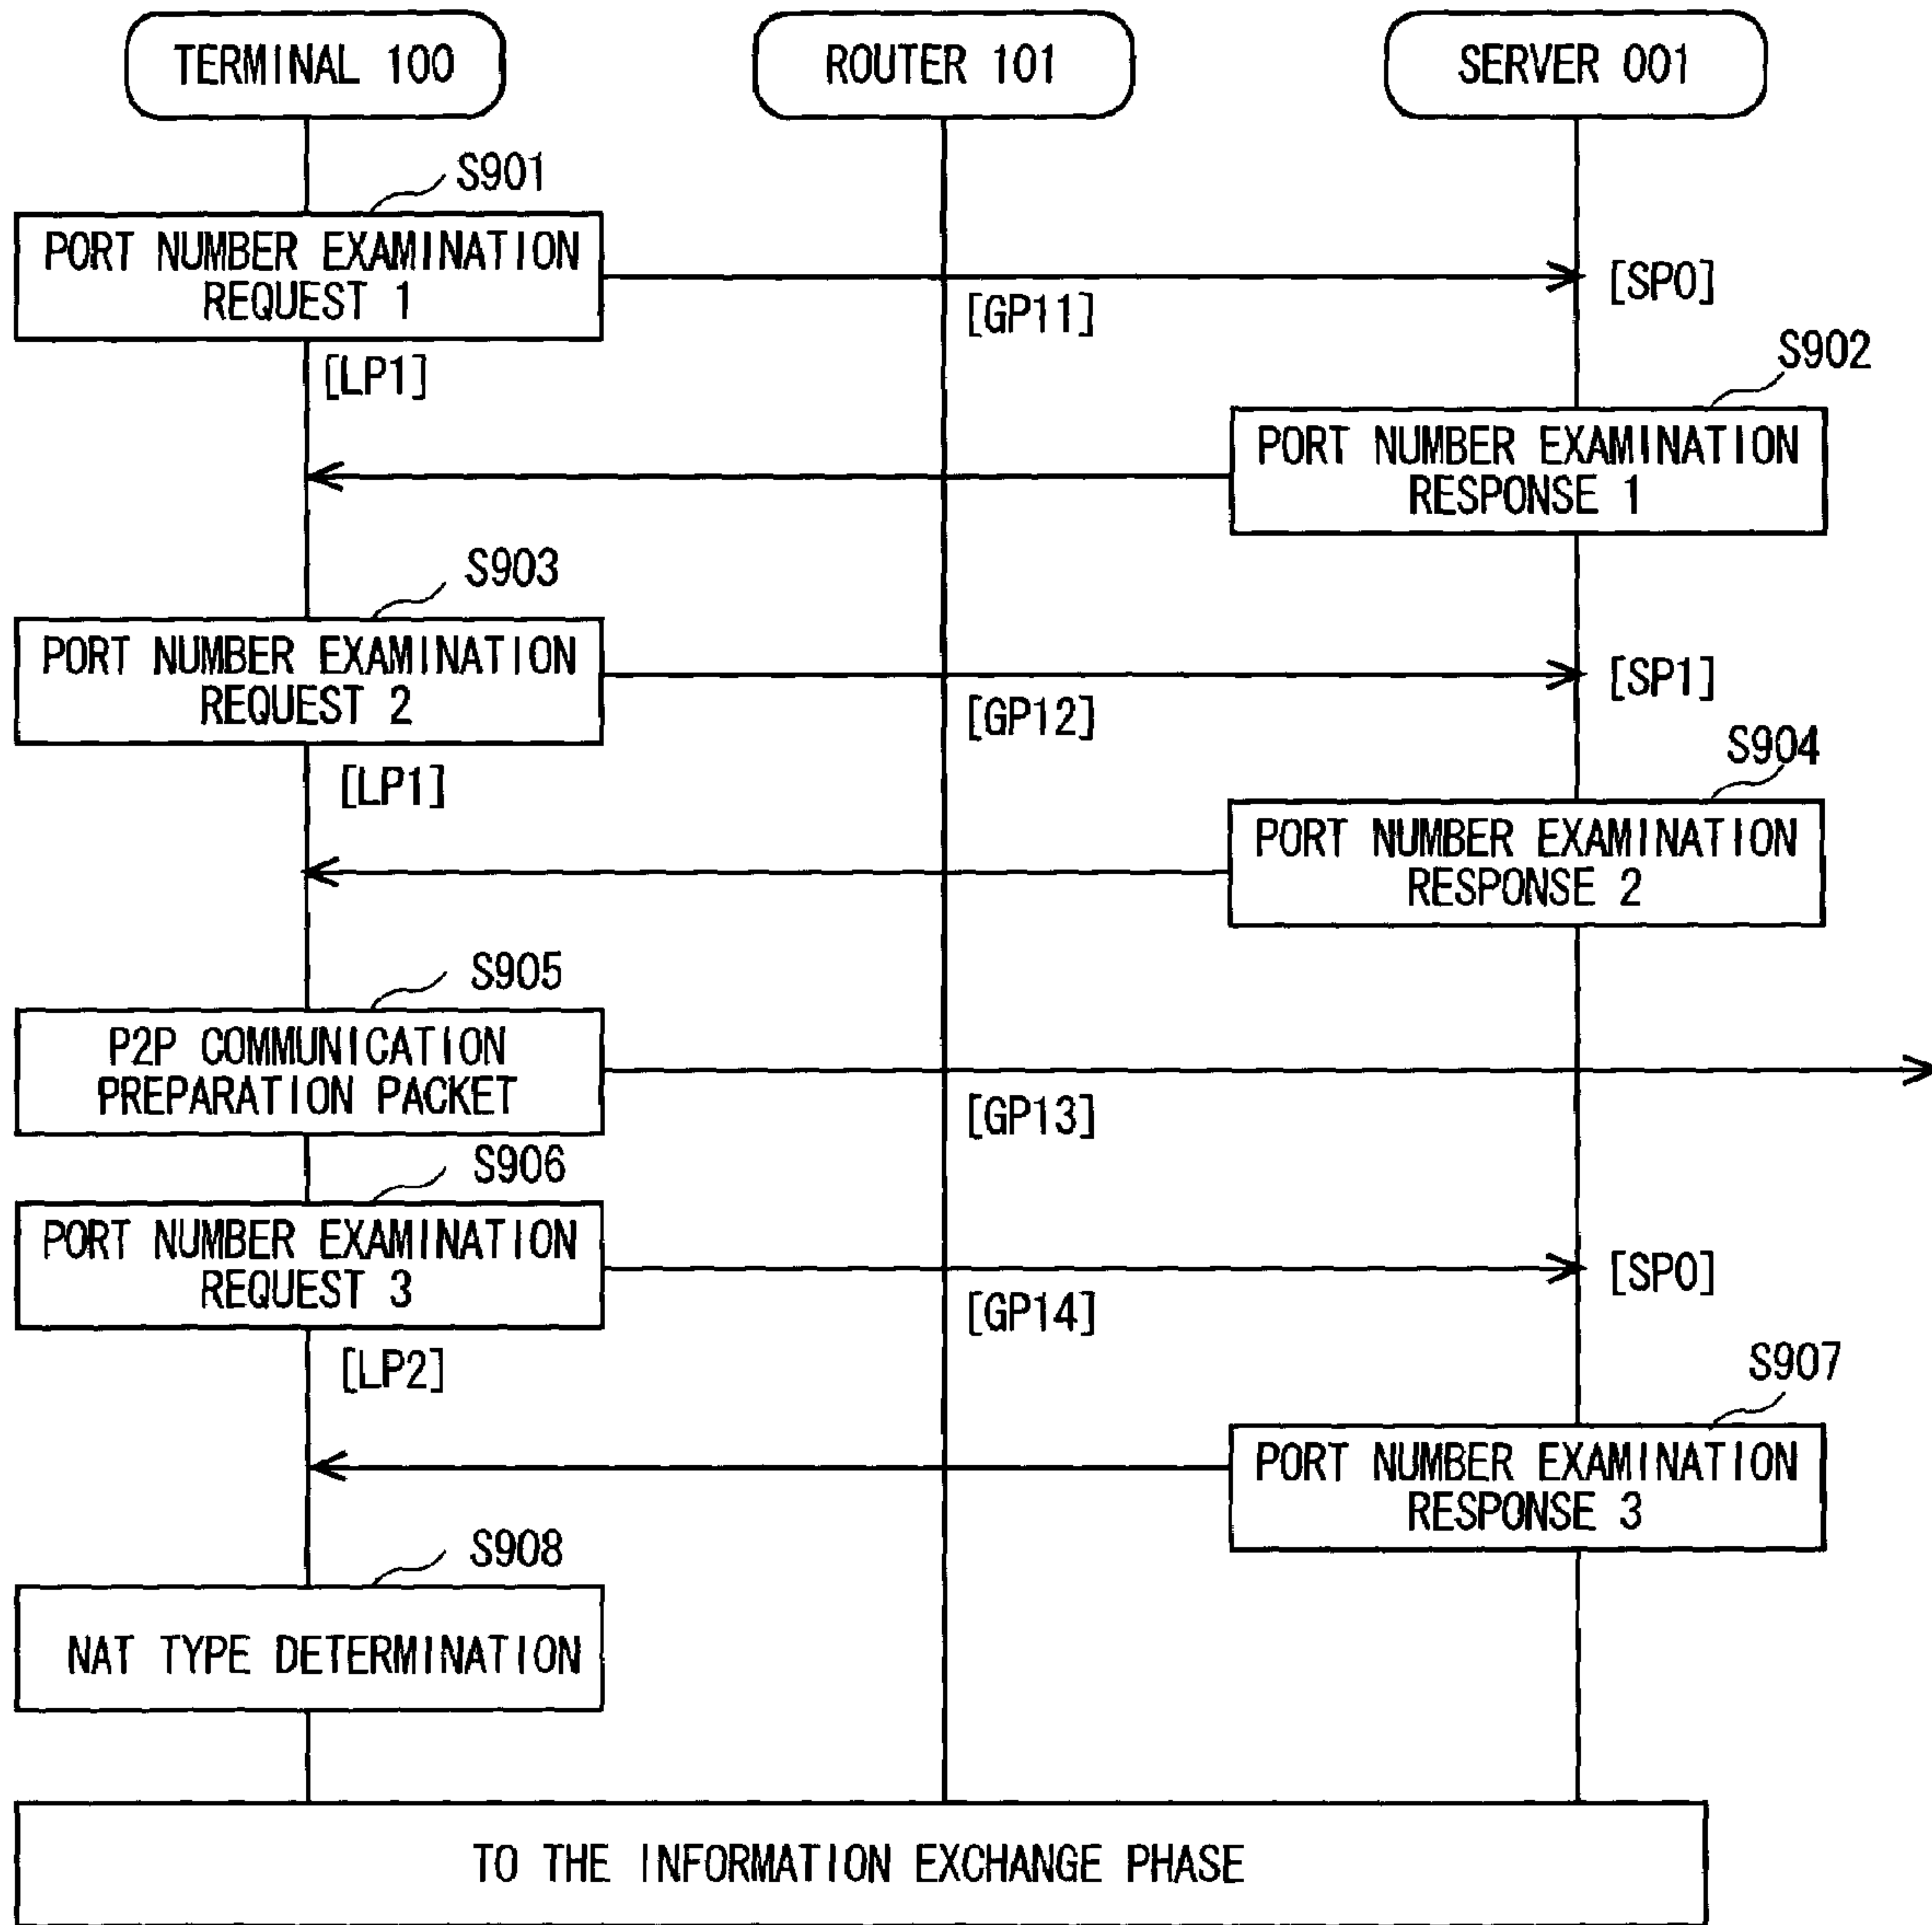 TERMINAL 100
ROUTER 101
SERVER 001
S901
PORT NUMBER EXAMINATION
REQUEST 1
[GP11]
[SP0]
[LP1]
S902
PORT NUMBER EXAMINATION
RESPONSE 1
S903
PORT NUMBER EXAMINATION
REQUEST 2
[GP12]
[SP1]
[LP1]
S904
PORT NUMBER EXAMINATION
RESPONSE 2
S905
P2P COMMUNICATION
PREPARATION PACKET
[GP13]
S906
PORT NUMBER EXAMINATION
REQUEST 3
[GP14]
[SP0]
[LP2]
S907
PORT NUMBER EXAMINATION
RESPONSE 3
S908
NAT TYPE DETERMINATION
TO THE INFORMATION EXCHANGE PHASE